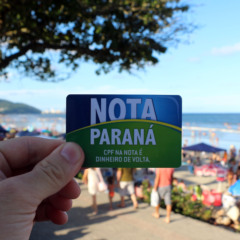 NOTA
PARANÁ
CPF NA NOTA É
DINHEIRO DE VOLTA.